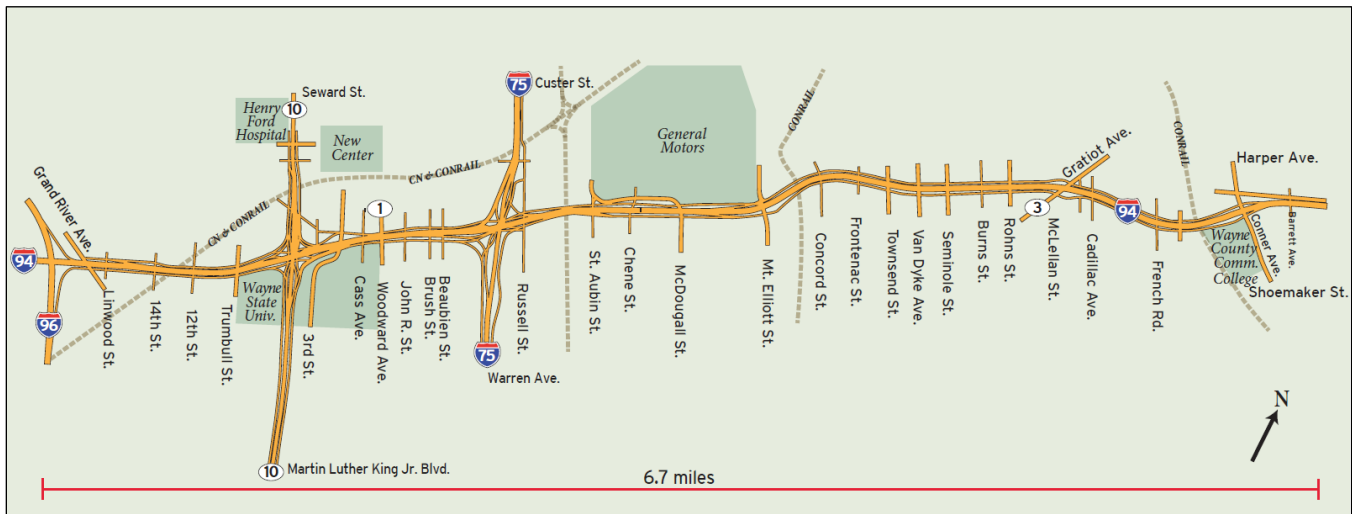 Seward St.
10
Henry
Ford
Hospital
New
Center
75
Custer St.
General
Motors
CONRAIL
CN & CONRAIL
CN & CONRAIL
Gratiot Ave.
CONRAIL
Harper Ave.
Grand River Ave.
94
96
1
3
94
Wayne
County
Comm.
College
Conner Ave.
Barrett Ave.
Shoemaker St.
Linwood St.
14th St.
12th St.
Trumbull St.
Wayne
State
Univ.
3rd St.
Cass Ave.
Woodward Ave.
John R. St.
Brush St.
Beaubien St.
75
Warren Ave.
Russell St.
St. Aubin St.
Chene St.
McDougall St.
Mt. Elliott St.
Concord St.
Frontenac St.
Townsend St.
Van Dyke Ave.
Seminole St.
Burns St.
Rohns St.
McLellan St.
Cadillac Ave.
French Rd.
N
10
Martin Luther King Jr. Blvd.
6.7 miles